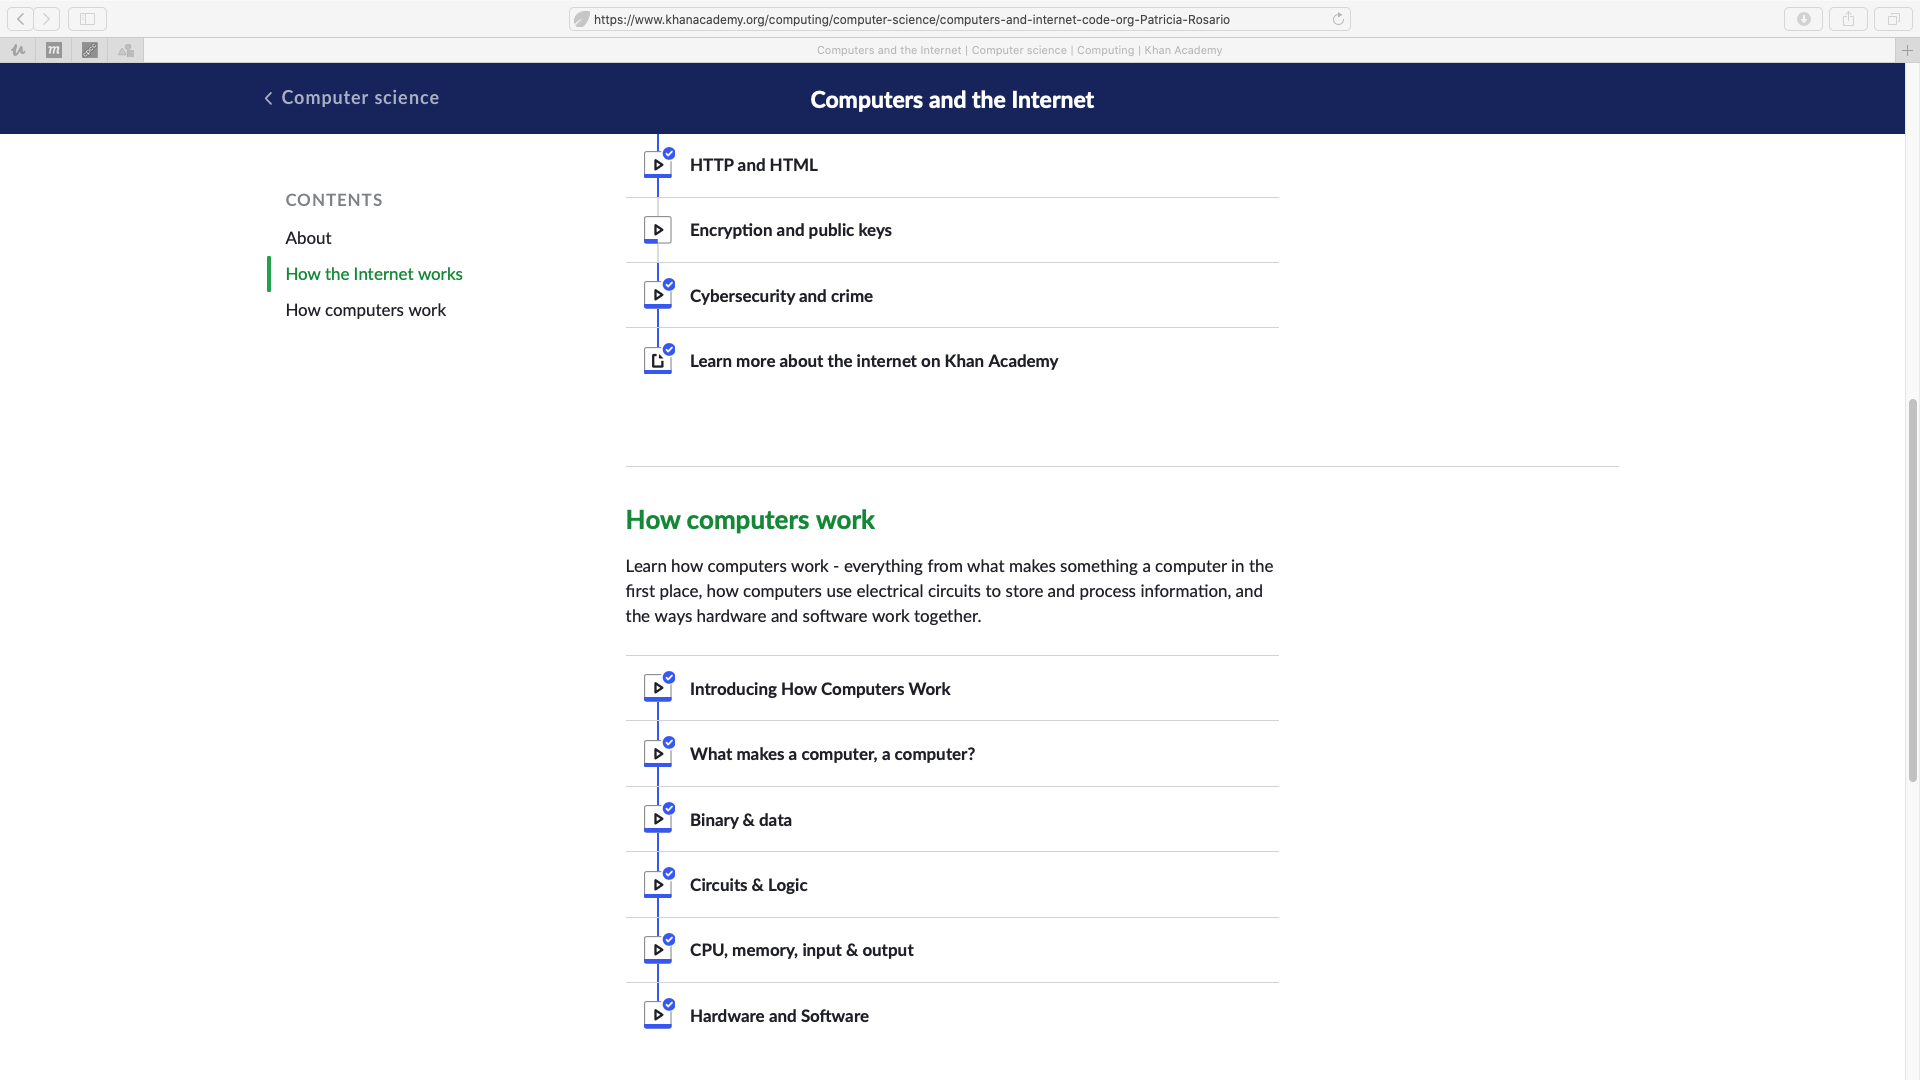 https://www.khanacademy.org/computing/computer-science/computers-and-internet-code-org-Patricia-Rosario
m
Computers and the Internet | Computer science | Computing | Khan Academy
Computer science
Computers and the Internet
CONTENTS
About
How the Internet works
How computers work
HTTP and HTML
Encryption and public keys
Cybersecurity and crime
Learn more about the internet on Khan Academy
How computers work
Learn how computers work - everything from what makes something a computer in the
first place, how computers use electrical circuits to store and process information, and
the ways hardware and software work together.
Introducing How Computers Work
What makes a computer, a computer?
Binary & data
Circuits & Logic
CPU, memory, input & output
Hardware and Software